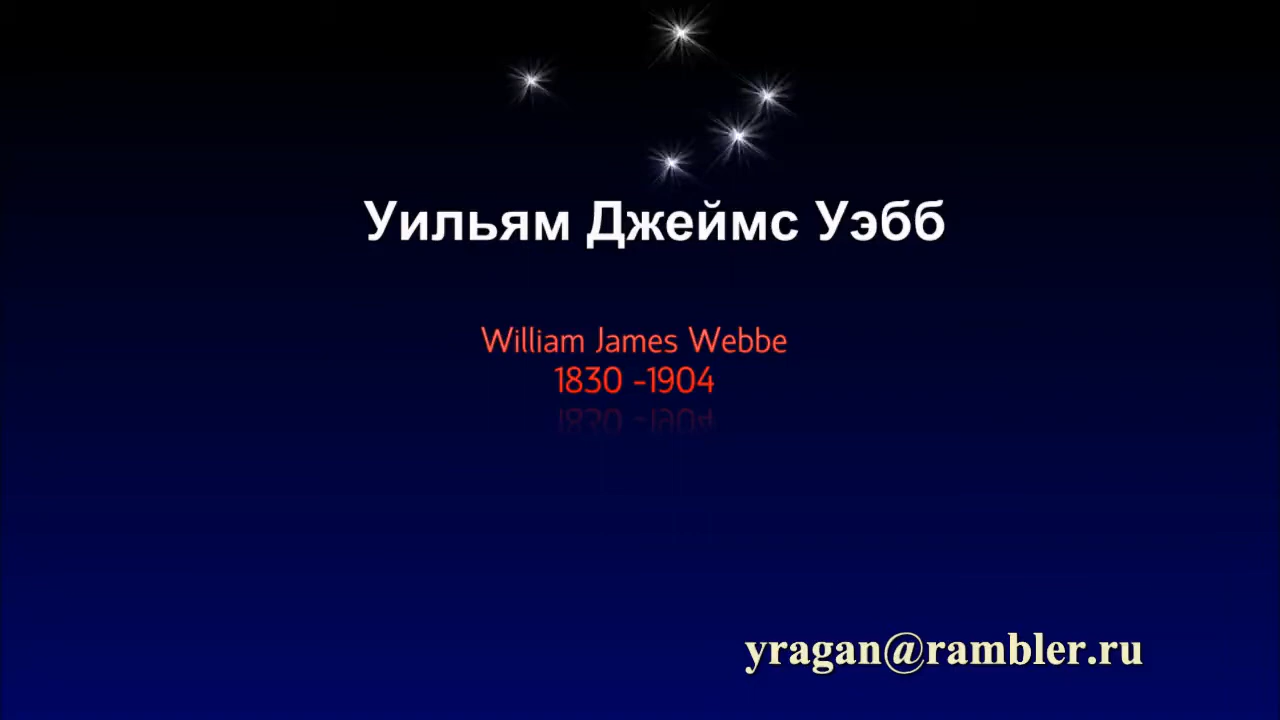 Уильям Джеймс Уэбб
William James Webbe
1830 -1904
yragan@rambler.ru